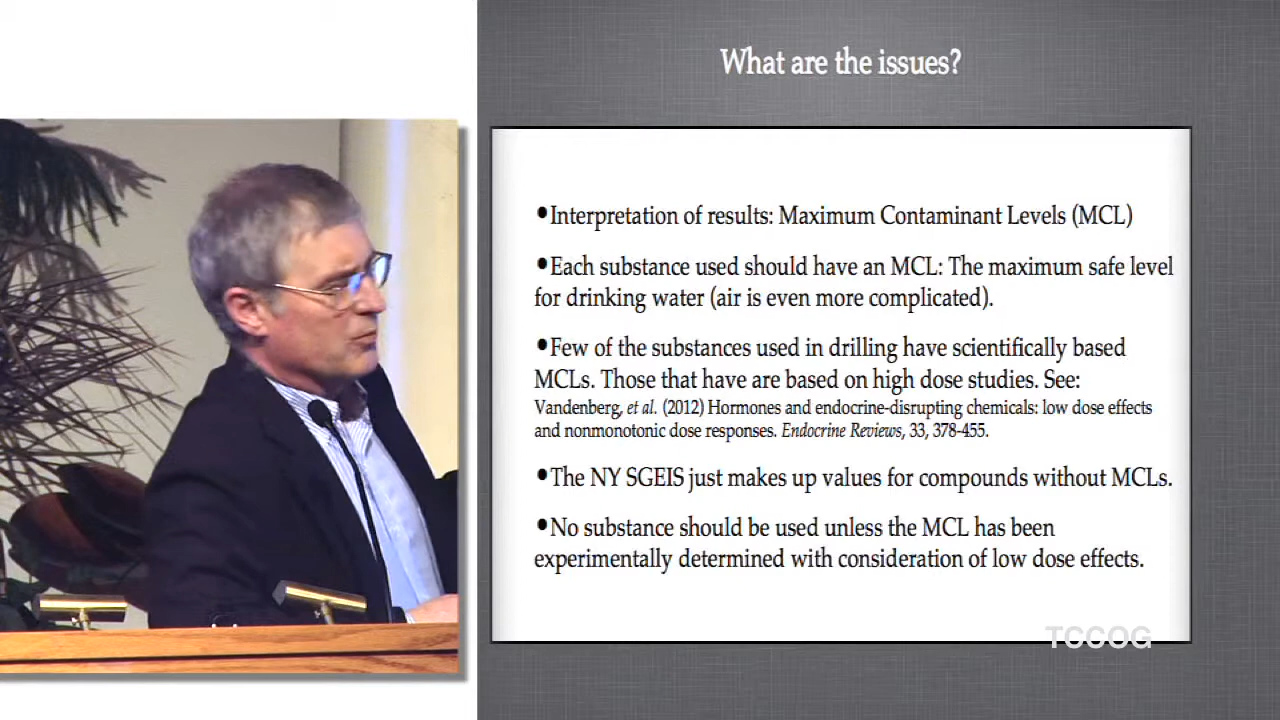 What are the issues?
•Interpretation of results: Maximum Contaminant Levels (MCL)
•Each substance used should have an MCL: The maximum safe level
for drinking water (air is even more complicated).
•Few of the substances used in drilling have scientifically based
MCLs. Those that have are based on high dose studies. See:
Vandenberg, et al. (2012) Hormones and endocrine-disrupting chemicals: low dose effects
and nonmonotonic dose responses. Endocrine Reviews, 33, 378-455.
•The NY SGEIS just makes up values for compounds without MCLs.
•No substance should be used unless the MCL has been
experimentally determined with consideration of low dose effects.
TCCOG